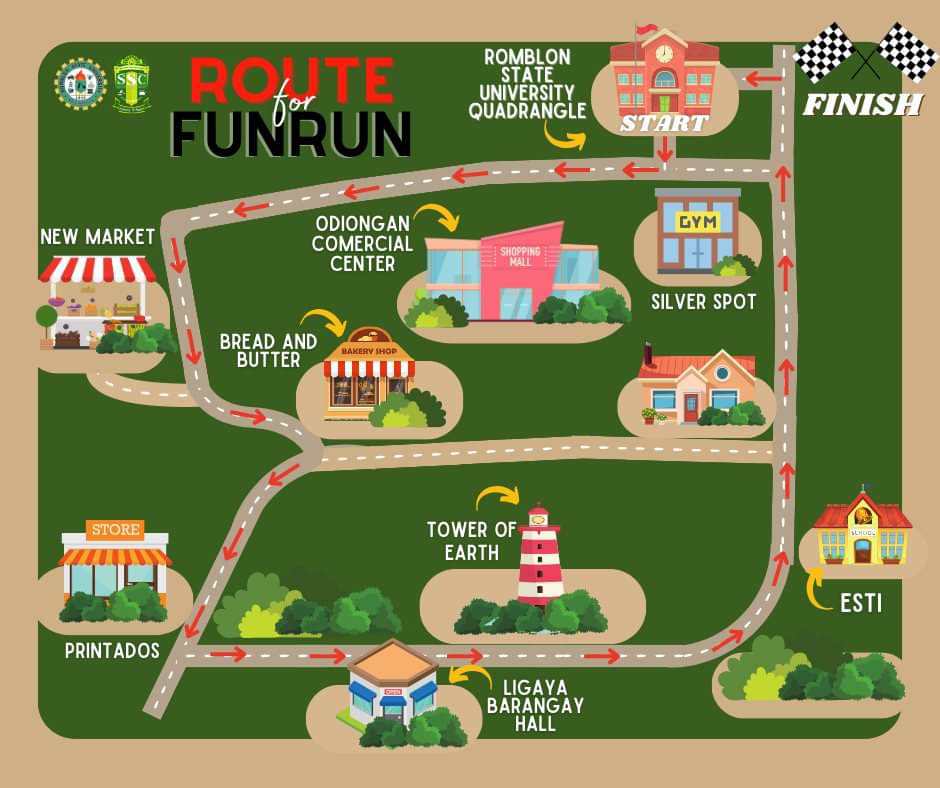 SSC
ROUTE
for
FUNRUN
ROMBLON
STATE
UNIVERSITY
QUADRANGLE
START
FINISH
NEW MARKET
ODIONGAN
COMERCIAL
CENTER
SHOPPING
MALL
GYM
SILVER SPOT
BREAD AND
BUTTER
BAKERY SHOP
STORE
PRINTADOS
TOWER OF
EARTH
SCHOOL
ESTI
OPEN
LIGAYA
BARANGAY
HALL